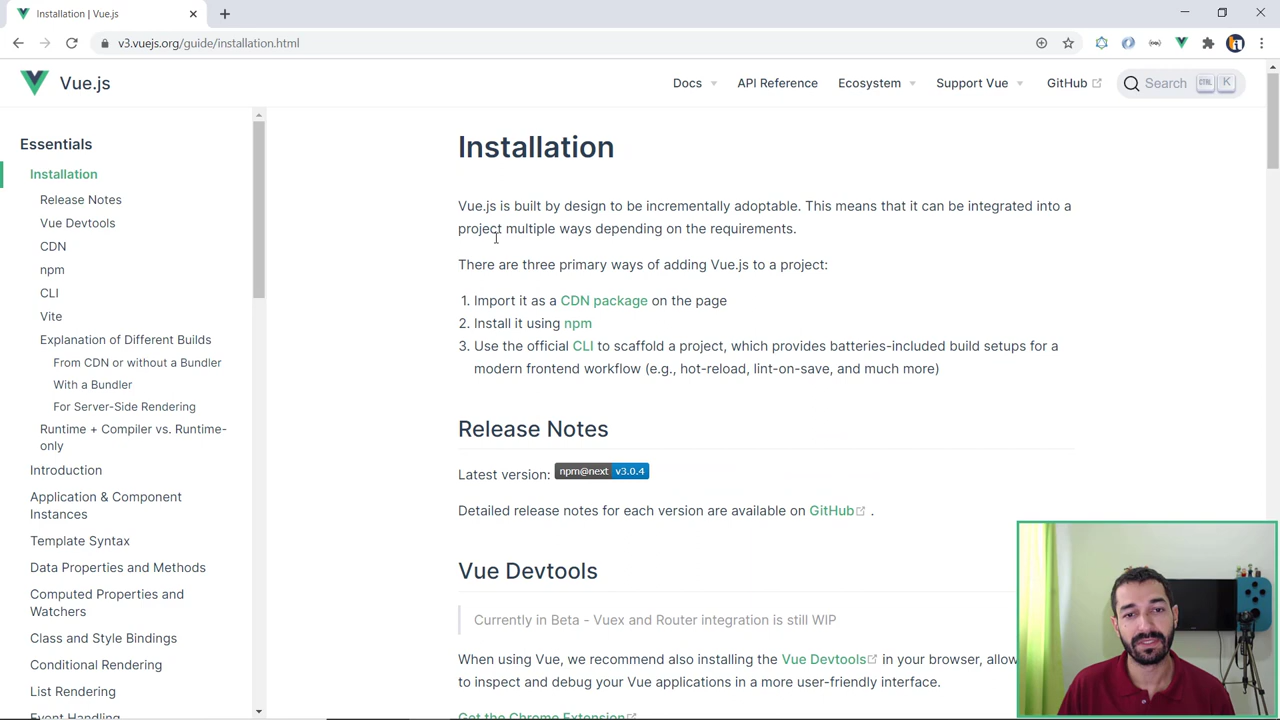 Installation | Vue.js
v3.vuejs.org/guide/installation.html
Vue.js
Docs
API Reference
Ecosystem
Support Vue
GitHub
Search
CTRL
K
Essentials
Installation
Release Notes
Vue Devtools
CDN
npm
CLI
Vite
Explanation of Different Builds
From CDN or without a Bundler
With a Bundler
For Server-Side Rendering
Runtime + Compiler vs. Runtime-
only
Introduction
Application & Component
Instances
Template Syntax
Data Properties and Methods
Computed Properties and
Watchers
Class and Style Bindings
Conditional Rendering
List Rendering
Event Handling
Installation
Vue.js is built by design to be incrementally adoptable. This means that it can be integrated into a
project multiple ways depending on the requirements.
There are three primary ways of adding Vue.js to a project:
1. Import it as a CDN package on the page
2. Install it using npm
3. Use the official CLI to scaffold a project, which provides batteries-included build setups for a
modern frontend workflow (e.g., hot-reload, lint-on-save, and much more)
Release Notes
Latest version: npm@next v3.0.4
Detailed release notes for each version are available on GitHub .
Vue Devtools
Currently in Beta - Vuex and Router integration is still WIP
When using Vue, we recommend also installing the Vue Devtools in your browser, allow
to inspect and debug your Vue applications in a more user-friendly interface.
Get the Chrome Extension